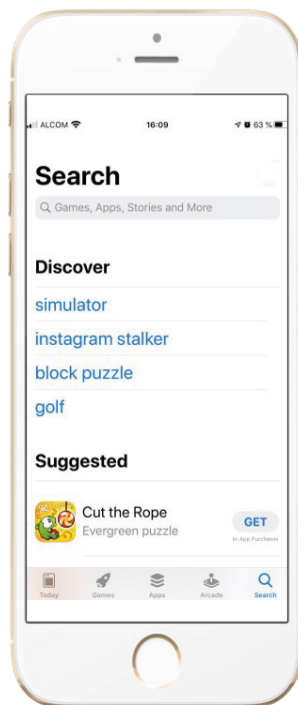 ALCOM 16:09 63 %
Search
Games, Apps, Stories and More
Discover
simulator
instagram stalker
block puzzle
golf
Suggested
Cut the Rope
Evergreen puzzle
GET
In-App Purchases
Today Games Apps Arcade Search